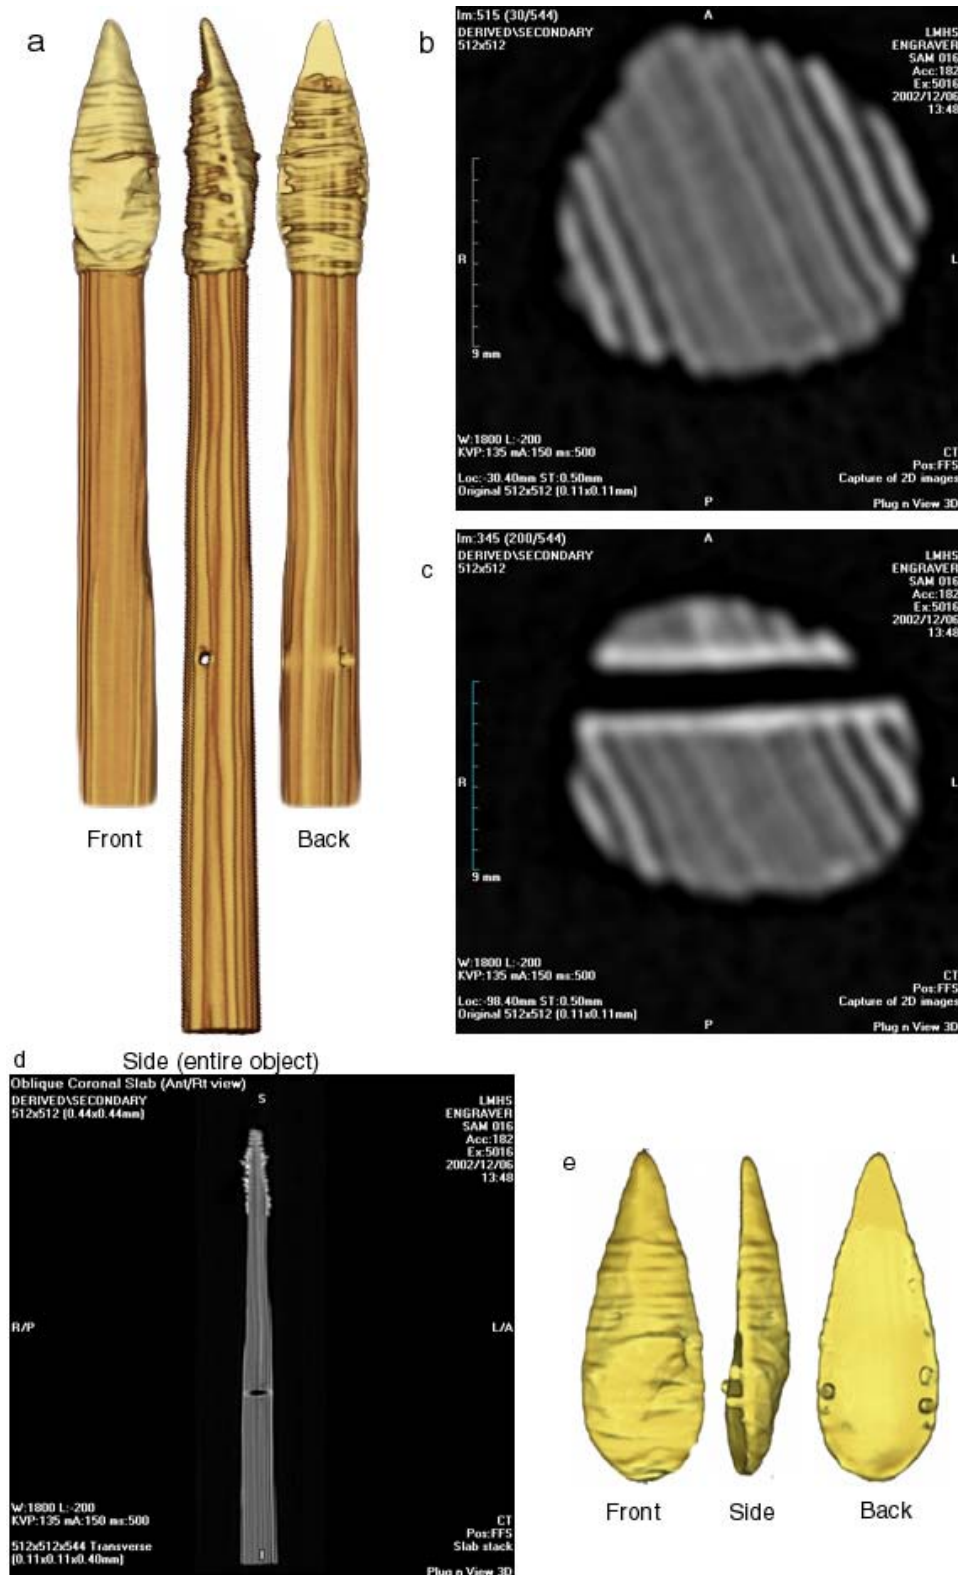 a
Front
Back
Side (entire object)
b
Im:515 (30/544)
DERIVED\SECONDARY
512x512
A
LMHS
ENGRAVER
SAM 016
Acc:182
Ex:5016
2002/12/06
13:48
R
L
9 mm
W:1800 L:-200
KVP:135 mA:150 ms:500
Loc:-30.40mm ST:0.50mm
Original 512x512 (0.11x0.11mm)
P
CT
Pos:FFS
Capture of 2D images
Plug n View 3D
c
Im:345 (200/544)
DERIVED\SECONDARY
512x512
A
LMHS
ENGRAVER
SAM 016
Acc:182
Ex:5016
2002/12/06
13:48
R
L
9 mm
W:1800 L:-200
KVP:135 mA:150 ms:500
Loc:-98.40mm ST:0.50mm
Original 512x512 (0.11x0.11mm)
P
CT
Pos:FFS
Capture of 2D images
Plug n View 3D
d
Oblique Coronal Slab (Ant/Rt view)
DERIVED\SECONDARY
512x512 (0.44x0.44mm)
S
LMHS
ENGRAVER
SAM 016
Acc:182
Ex:5016
2002/12/06
13:48
R/P
L/A
W:1800 L:-200
KVP:135 mA:150 ms:500
512x512x544 Transverse
(0.11x0.11x0.40mm)
I
CT
Pos:FFS
Slab stack
Plug n View 3D
e
Front
Side
Back